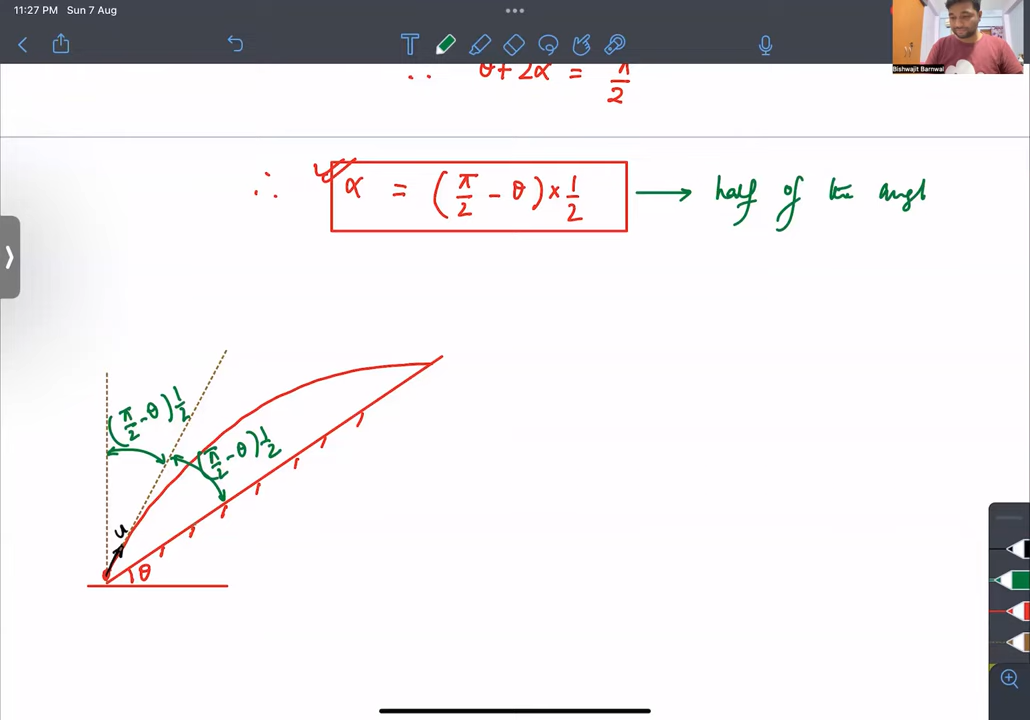 11:27 PM Sun 7 Aug
T
Bishwajit Barnwal
∴ θ + 2α = π/2
∴ α = (π/2 − θ) × 1/2 → half of the angl
(π/2 − θ) 1/2
(π/2 − θ) 1/2
u
θ